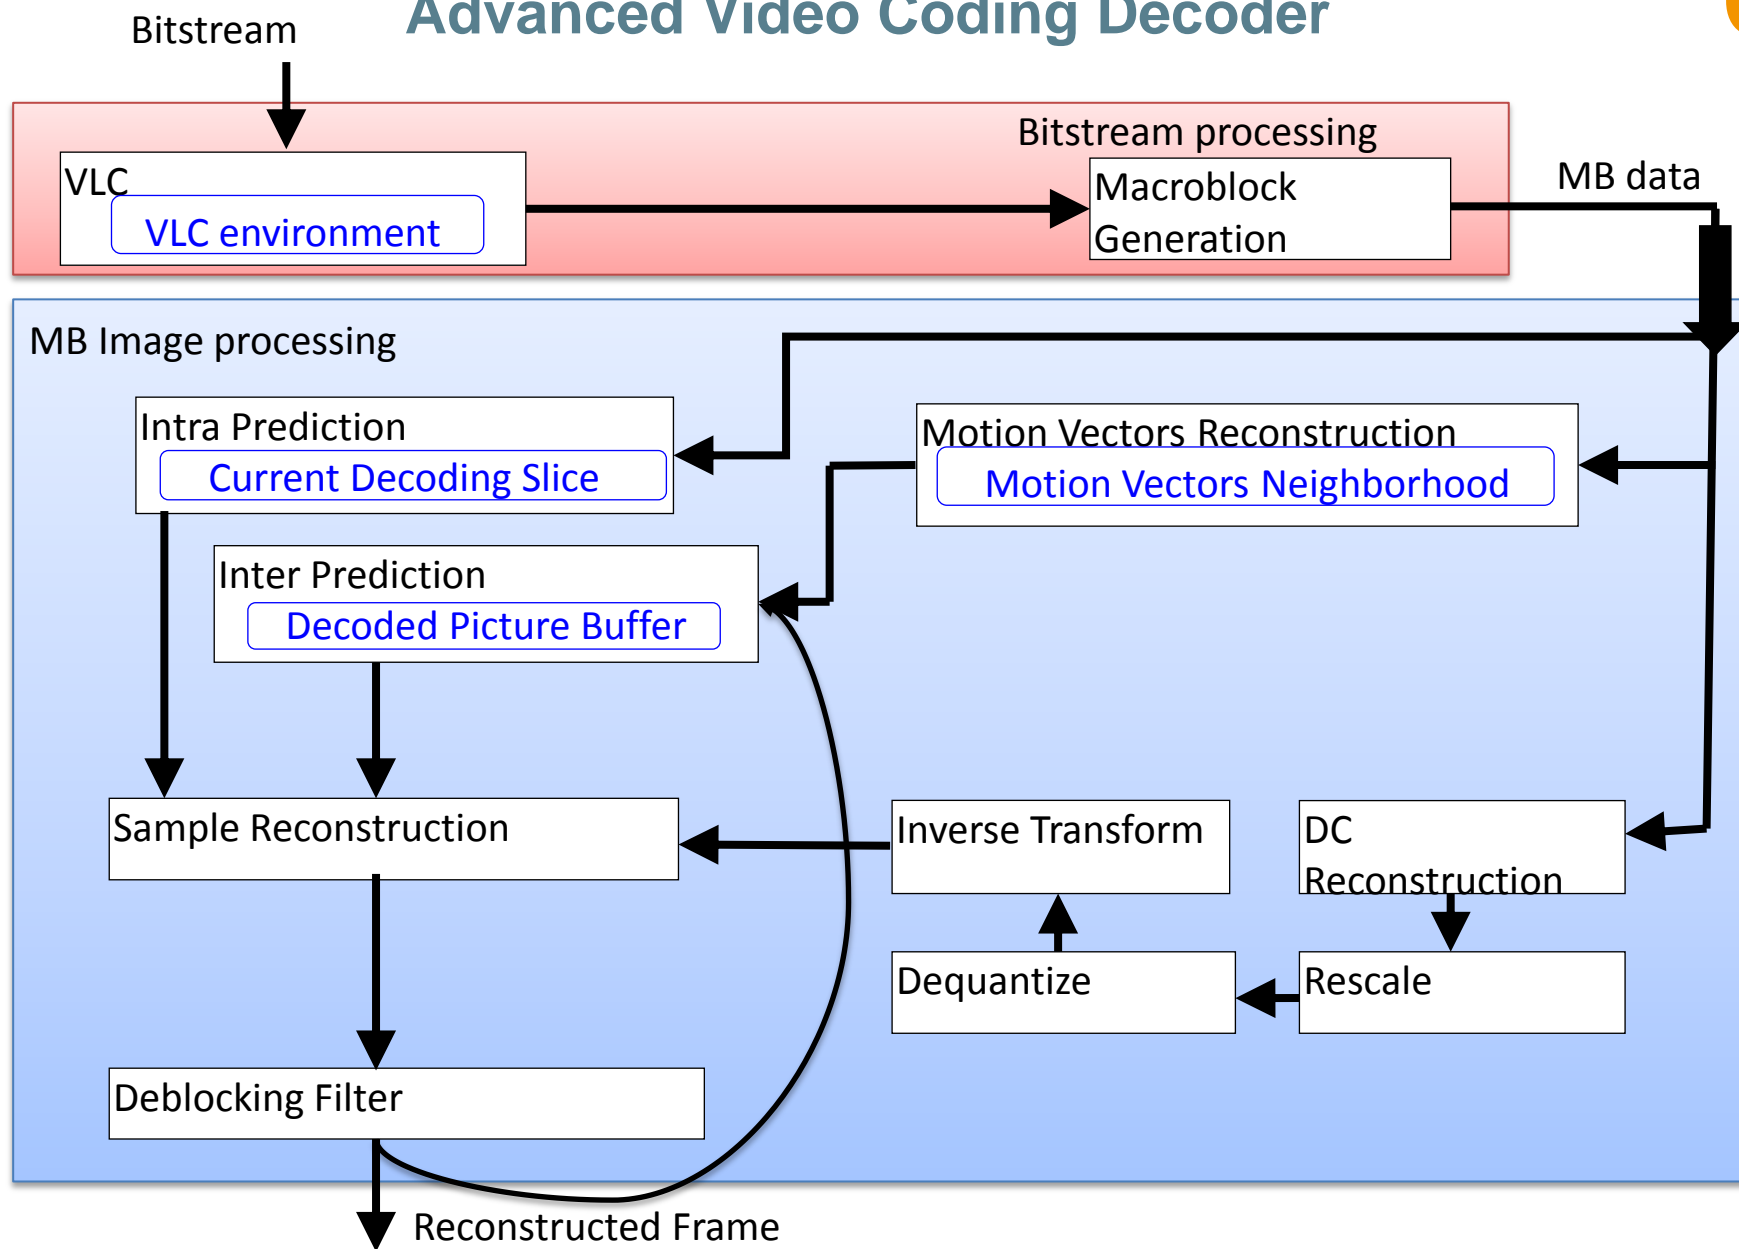 Advanced Video Coding Decoder
Bitstream
Bitstream processing
VLC
VLC environment
Macroblock
Generation
MB data
MB Image processing
Intra Prediction
Current Decoding Slice
Motion Vectors Reconstruction
Motion Vectors Neighborhood
Inter Prediction
Decoded Picture Buffer
Sample Reconstruction
Inverse Transform
DC
Reconstruction
Dequantize
Rescale
Deblocking Filter
Reconstructed Frame